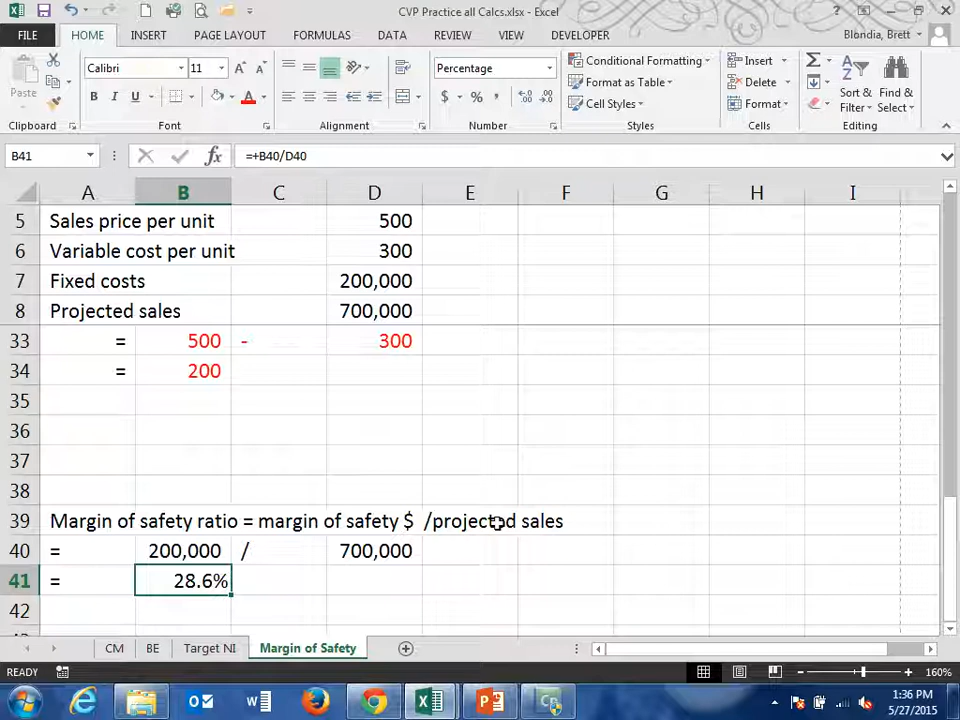 CVP Practice all Calcs.xlsx - Excel
?
FILE HOME INSERT PAGE LAYOUT FORMULAS DATA REVIEW VIEW DEVELOPER Blondia, Brett
Paste
Calibri 11
B I U A
Percentage
$ % ,
Conditional Formatting
Format as Table
Cell Styles
Insert
Delete
Format
Sort & Filter
Find & Select
Clipboard Font Alignment Number Styles Cells Editing
B41 fx =+B40/D40
A B C D E F G H I
5 Sales price per unit 500
6 Variable cost per unit 300
7 Fixed costs 200,000
8 Projected sales 700,000
33 = 500 - 300
34 = 200
35
36
37
38
39 Margin of safety ratio = margin of safety $ /projected sales
40 = 200,000 / 700,000
41 = 28.6%
42
CM BE Target NI Margin of Safety
READY 160%
1:36 PM
5/27/2015